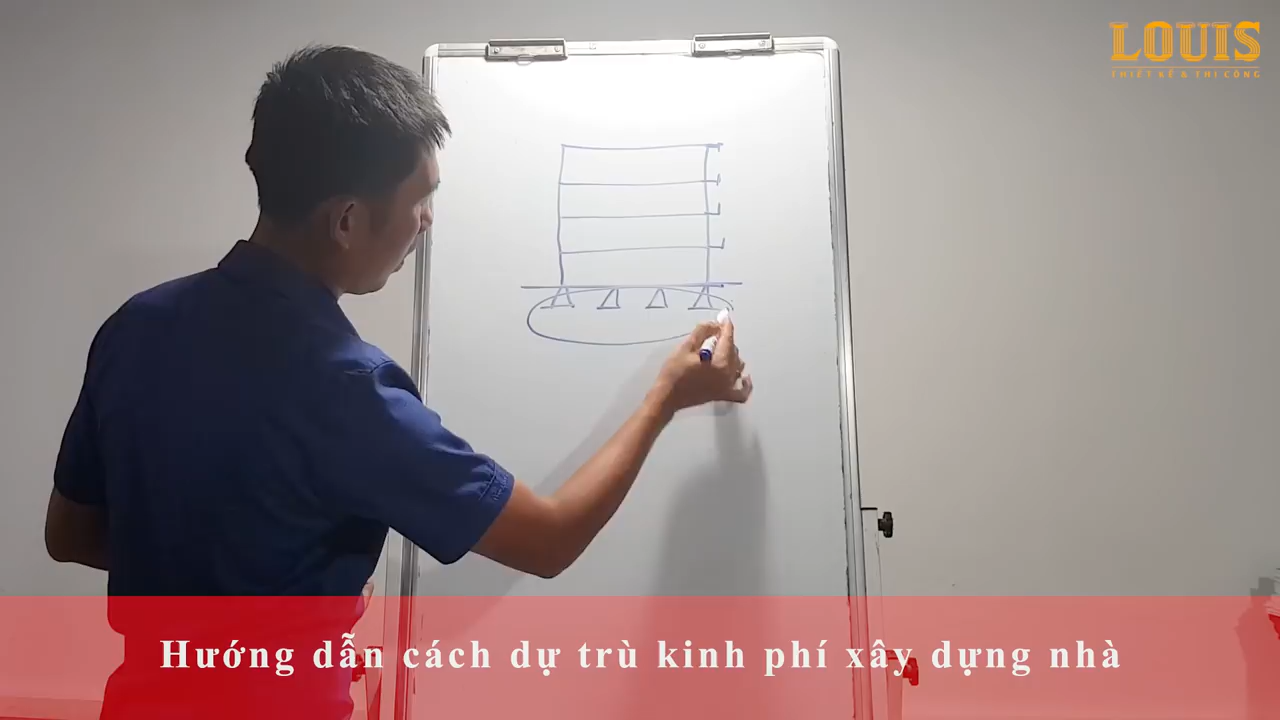 LOUIS
THIẾT KẾ & THI CÔNG
Hướng dẫn cách dự trù kinh phí xây dựng nhà